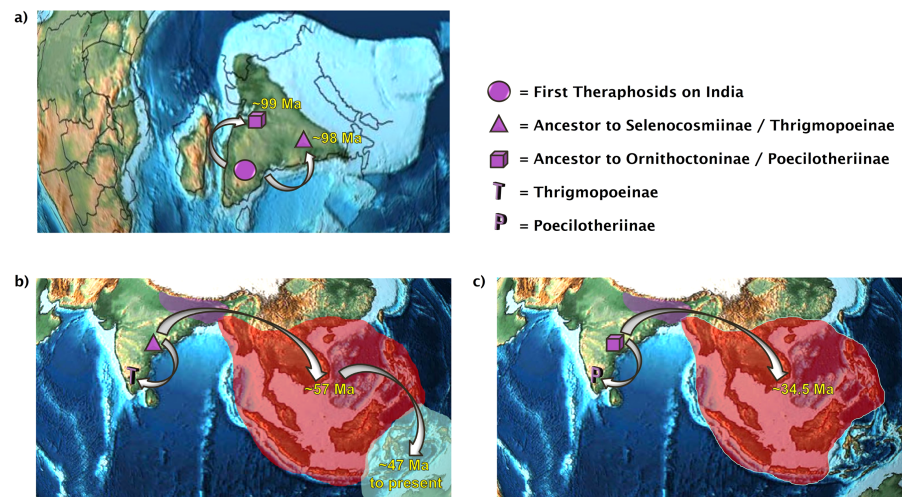 a)
~99 Ma
~98 Ma
= First Theraphosids on India
= Ancestor to Selenocosmiinae / Thrigmopoeinae
= Ancestor to Ornithoctoninae / Poecilotheriinae
T = Thrigmopoeinae
P = Poecilotheriinae
b)
T
~57 Ma
~47 Ma
to present
c)
P
~34.5 Ma